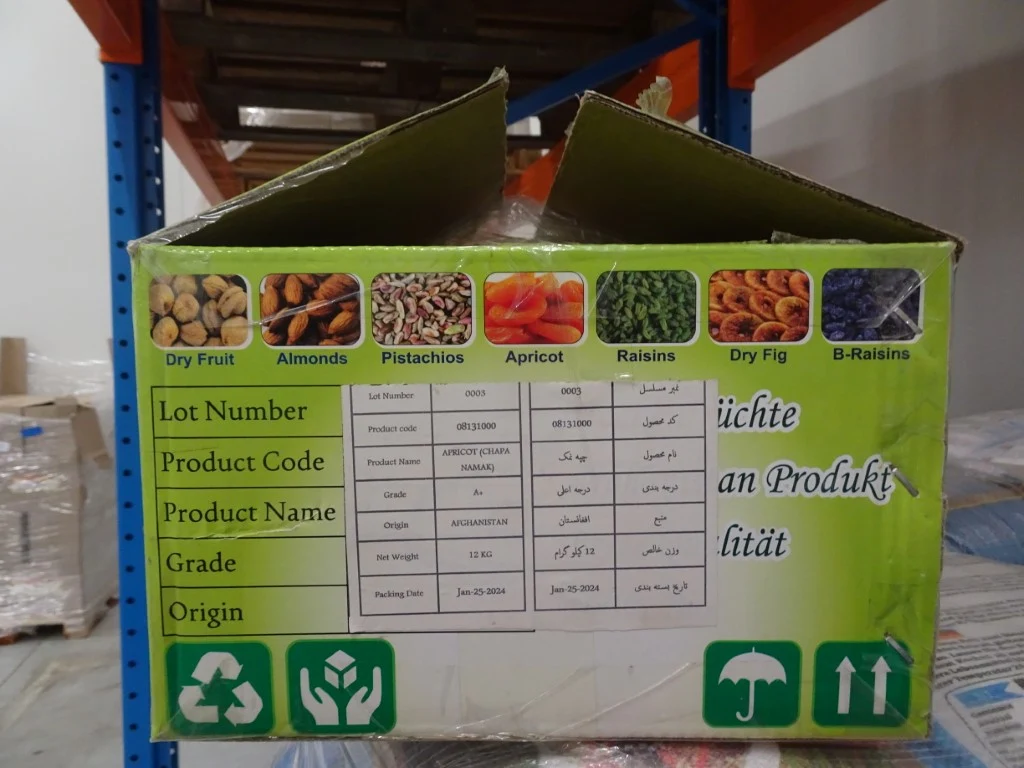 Dry Fruit Almonds Pistachios Apricot Raisins Dry Fig B-Raisins
Lot Number
Product Code
Product Name
Grade
Origin
Lot Number 0003 0003 نمبر مسلسل
Product code 08131000 08131000 کد محصول
Product Name APRICOT (CHAPA NAMAK) چپه نمک نام محصول
Grade A+ درجه اعلی درجه بندی
Origin AFGHANISTAN افغانستان منبع
Net Weight 12 KG 12 کیلو گرام وزن خالص
Packing Date Jan-25-2024 Jan-25-2024 تاریخ بسته بندی
üchte
an Produkt
lität